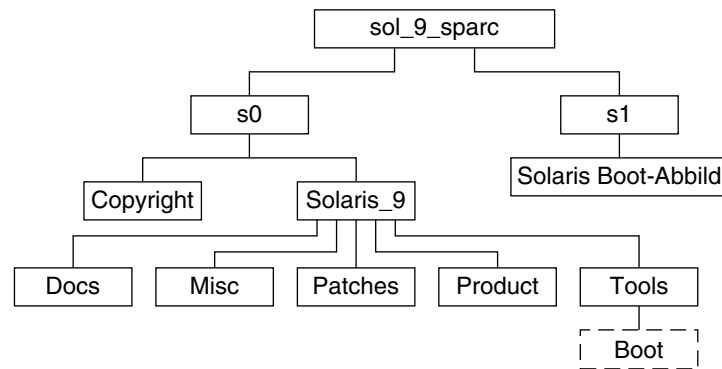 sol_9_sparc
s0
s1
Copyright
Solaris_9
Solaris Boot-Abbild
Docs
Misc
Patches
Product
Tools
Boot